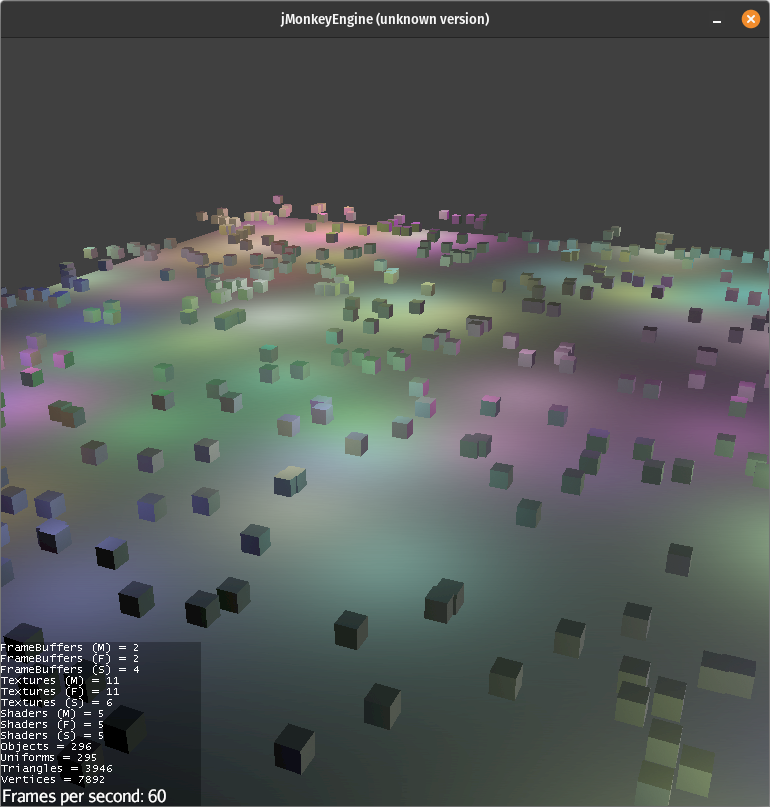 jMonkeyEngine (unknown version)
FrameBuffers (M) = 2
FrameBuffers (F) = 2
FrameBuffers (S) = 4
Textures (M) = 11
Textures (F) = 11
Textures (S) = 6
Shaders (M) = 5
Shaders (F) = 5
Shaders (S) = 5
Objects = 296
Uniforms = 295
Triangles = 3946
Vertices = 7892
Frames per second: 60